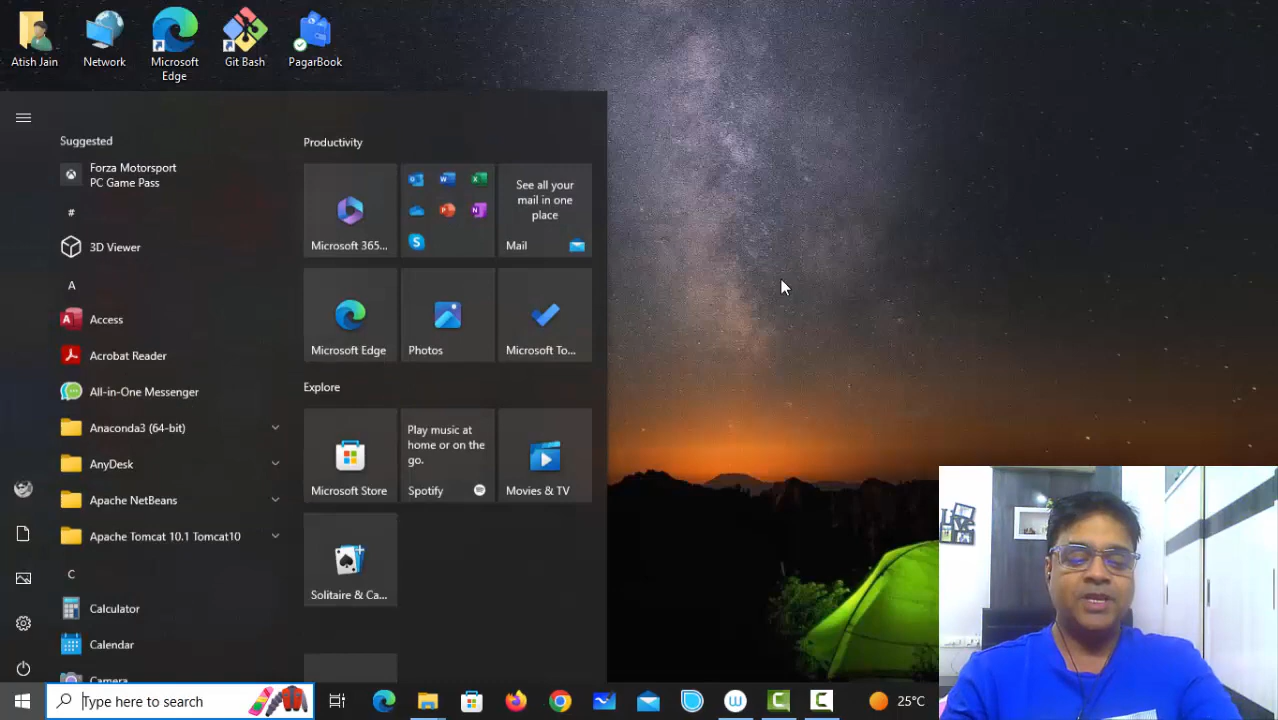 Atish Jain
Network
Microsoft
Edge
Git Bash
PagarBook
Suggested
Forza Motorsport
PC Game Pass
#
3D Viewer
A
Access
Acrobat Reader
All-in-One Messenger
Anaconda3 (64-bit)
AnyDesk
Apache NetBeans
Apache Tomcat 10.1 Tomcat10
C
Calculator
Calendar
Camera
Productivity
Microsoft 365...
See all your
mail in one
place
Mail
Microsoft Edge
Photos
Microsoft To...
Explore
Microsoft Store
Play music at
home or on the
go.
Spotify
Movies & TV
Solitaire & Ca...
Type here to search
25°C